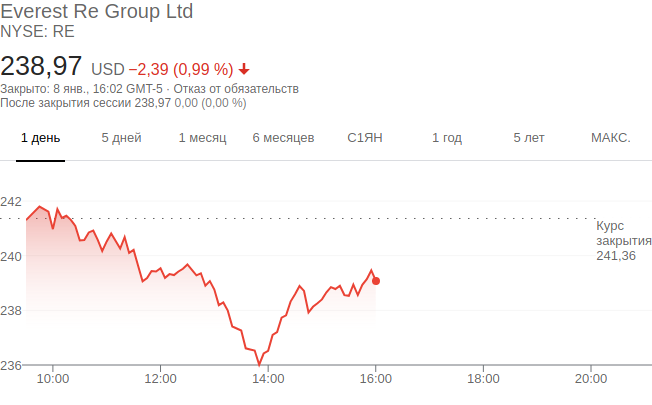 Everest Re Group Ltd
NYSE: RE
238,97 USD −2,39 (0,99 %)
Закрыто: 8 янв., 16:02 GMT-5 · Отказ от обязательств
После закрытия сессии 238,97 0,00 (0,00 %)
1 день 5 дней 1 месяц 6 месяцев С1ЯН 1 год 5 лет МАКС.
242
240
238
236
Курс
закрытия
241,36
10:00 12:00 14:00 16:00 18:00 20:00